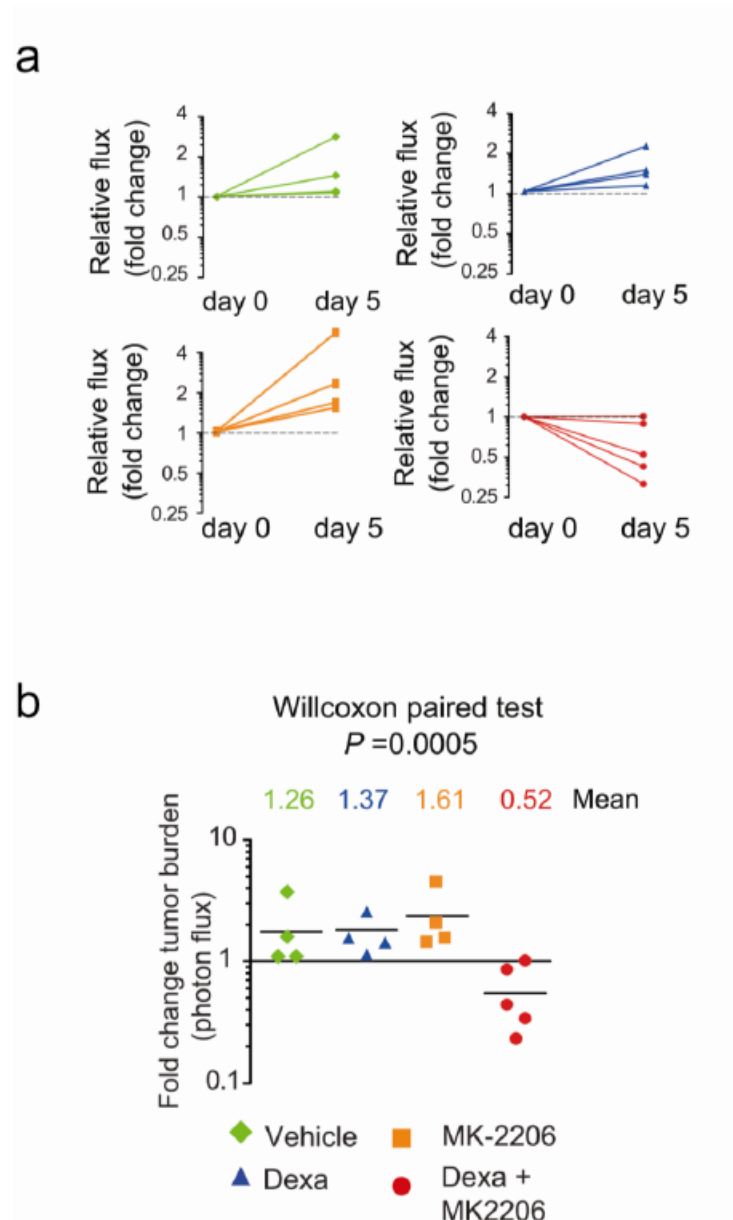 a
Relative flux
(fold change)
4
2
1
0.5
0.25
day 0 day 5
Relative flux
(fold change)
4
2
1
0.5
0.25
day 0 day 5
Relative flux
(fold change)
4
2
1
0.5
0.25
day 0 day 5
Relative flux
(fold change)
4
2
1
0.5
0.25
day 0 day 5
b
Willcoxon paired test
P =0.0005
1.26 1.37 1.61 0.52 Mean
Fold change tumor burden
(photon flux)
10
1
0.1
Vehicle
MK-2206
Dexa
Dexa +
MK2206